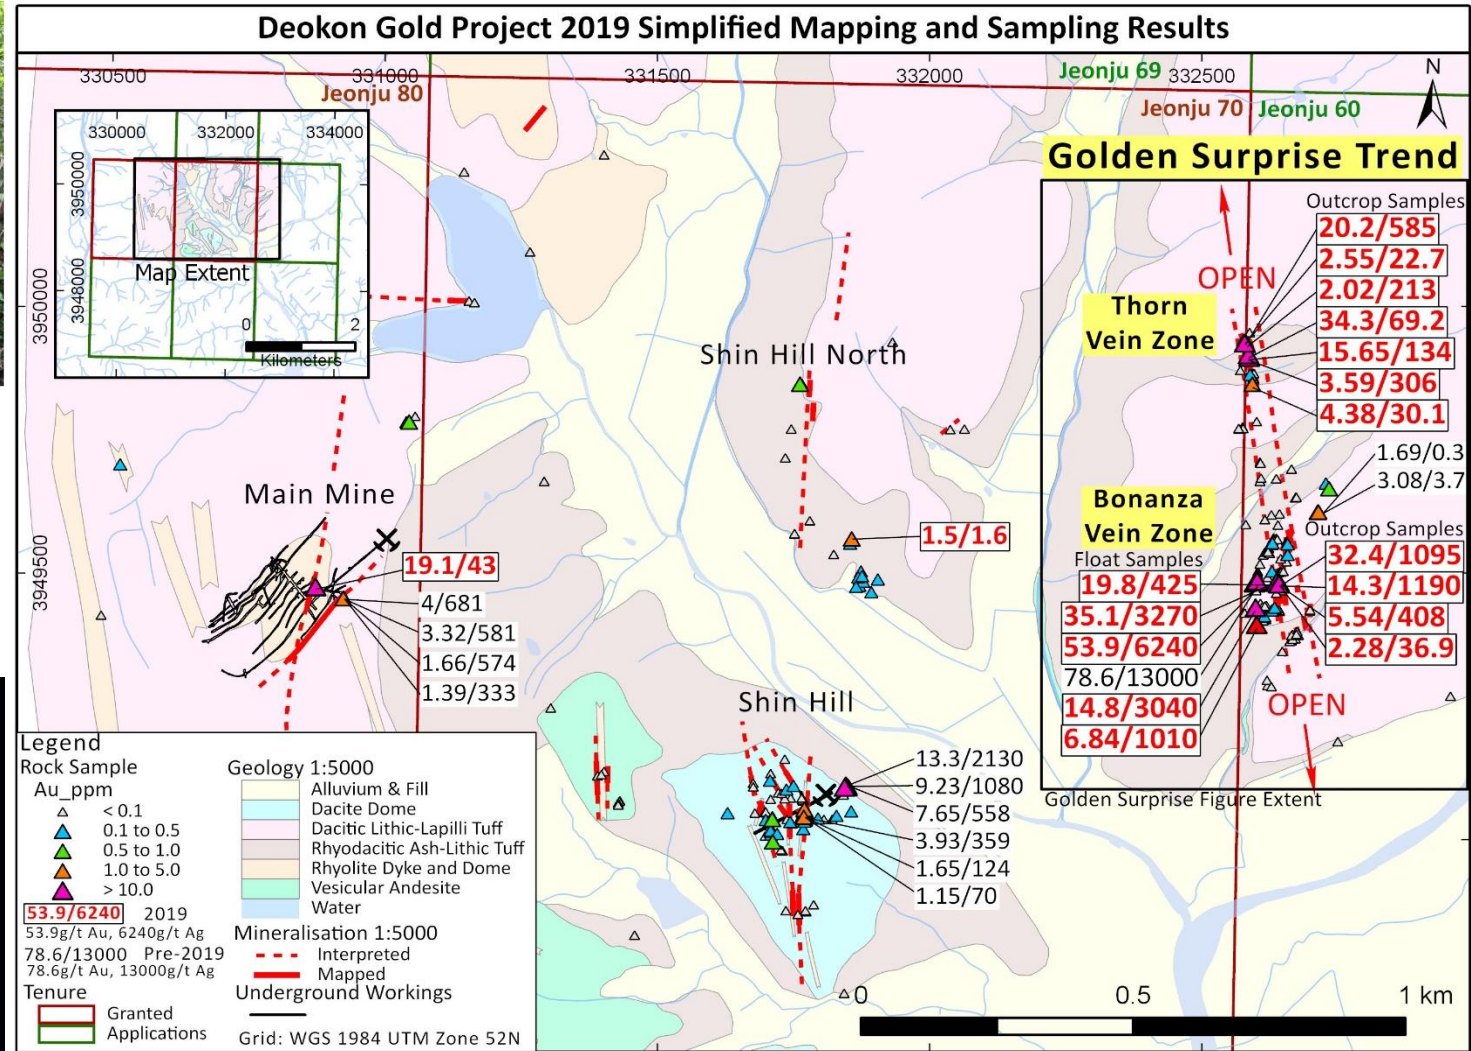 Deokon Gold Project 2019 Simplified Mapping and Sampling Results
330500
331000
331500
332000
332500
Jeonju 80
Jeonju 69
Jeonju 70
Jeonju 60
N
330000
332000
334000
3950000
3948000
Map Extent
0
2
Kilometers
3950000
3949500
Golden Surprise Trend
Outcrop Samples
20.2/585
2.55/22.7
2.02/213
34.3/69.2
15.65/134
3.59/306
4.38/30.1
OPEN
Thorn
Vein Zone
1.69/0.3
3.08/3.7
Bonanza
Vein Zone
Float Samples
19.8/425
35.1/3270
53.9/6240
78.6/13000
14.8/3040
6.84/1010
Outcrop Samples
32.4/1095
14.3/1190
5.54/408
2.28/36.9
OPEN
Golden Surprise Figure Extent
Shin Hill North
1.5/1.6
Main Mine
19.1/43
4/681
3.32/581
1.66/574
1.39/333
Shin Hill
13.3/2130
9.23/1080
7.65/558
3.93/359
1.65/124
1.15/70
Legend
Rock Sample
Au_ppm
< 0.1
0.1 to 0.5
0.5 to 1.0
1.0 to 5.0
> 10.0
53.9/6240 2019
53.9g/t Au, 6240g/t Ag
78.6/13000 Pre-2019
78.6g/t Au, 13000g/t Ag
Tenure
Granted
Applications
Geology 1:5000
Alluvium & Fill
Dacite Dome
Dacitic Lithic-Lapilli Tuff
Rhyodacitic Ash-Lithic Tuff
Rhyolite Dyke and Dome
Vesicular Andesite
Water
Mineralisation 1:5000
Interpreted
Mapped
Underground Workings
Grid: WGS 1984 UTM Zone 52N
0
0.5
1 km